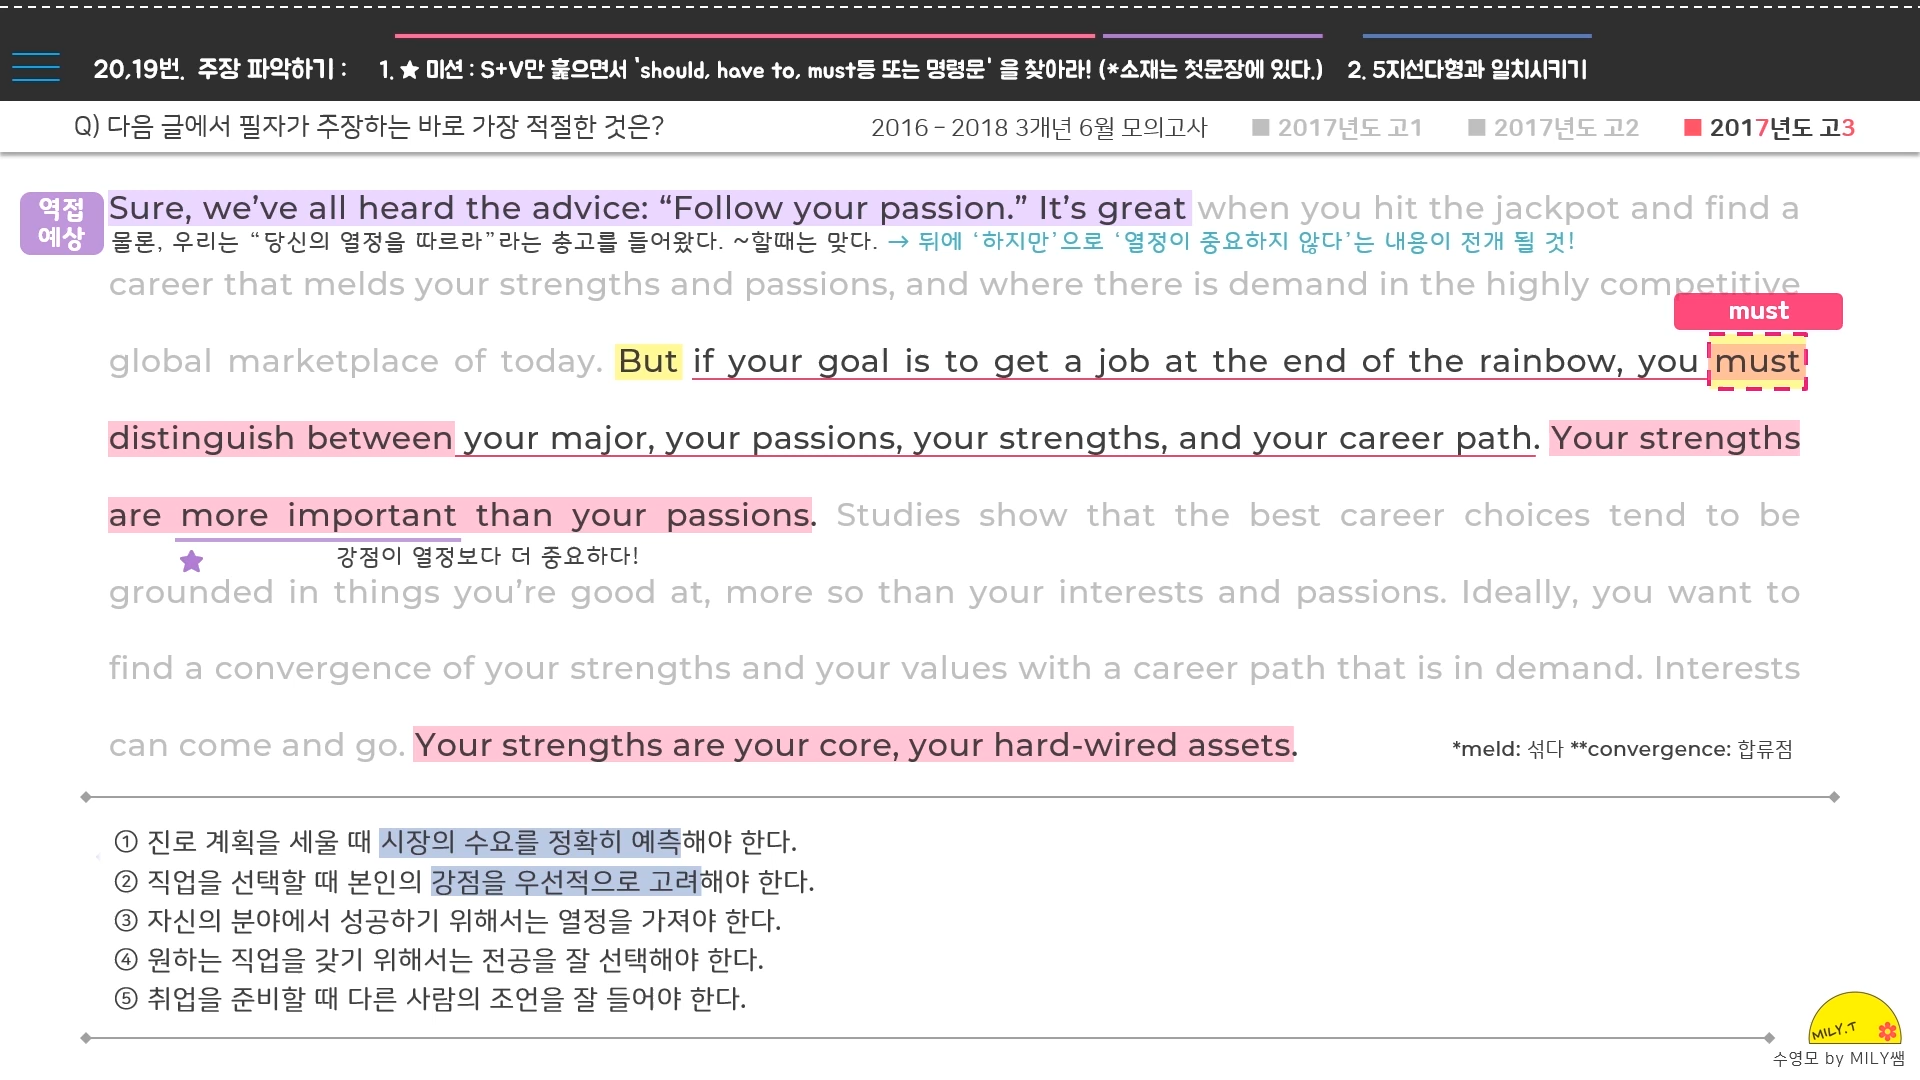 20,19번. 주장 파악하기 : 1. ★ 미션 : S+V만 훑으면서 'should, have to, must등 또는 명령문' 을 찾아라! (*소재는 첫문장에 있다.) 2. 5지선다형과 일치시키기
Q) 다음 글에서 필자가 주장하는 바로 가장 적절한 것은? 2016 – 2018 3개년 6월 모의고사 ■ 2017년도 고1 ■ 2017년도 고2 ■ 2017년도 고3
역접
예상
Sure, we’ve all heard the advice: “Follow your passion.” It’s great when you hit the jackpot and find a
물론, 우리는 “당신의 열정을 따르라”라는 충고를 들어왔다. ~할때는 맞다. → 뒤에 ‘하지만’으로 ‘열정이 중요하지 않다’는 내용이 전개 될 것!
career that melds your strengths and passions, and where there is demand in the highly competitive
must
global marketplace of today. But if your goal is to get a job at the end of the rainbow, you must
distinguish between your major, your passions, your strengths, and your career path. Your strengths
are more important than your passions. Studies show that the best career choices tend to be
강점이 열정보다 더 중요하다!
grounded in things you’re good at, more so than your interests and passions. Ideally, you want to
find a convergence of your strengths and your values with a career path that is in demand. Interests
can come and go. Your strengths are your core, your hard-wired assets.
*meld: 섞다 **convergence: 합류점
① 진로 계획을 세울 때 시장의 수요를 정확히 예측해야 한다.
② 직업을 선택할 때 본인의 강점을 우선적으로 고려해야 한다.
③ 자신의 분야에서 성공하기 위해서는 열정을 가져야 한다.
④ 원하는 직업을 갖기 위해서는 전공을 잘 선택해야 한다.
⑤ 취업을 준비할 때 다른 사람의 조언을 잘 들어야 한다.
MILY.T
수영모 by MILY쌤